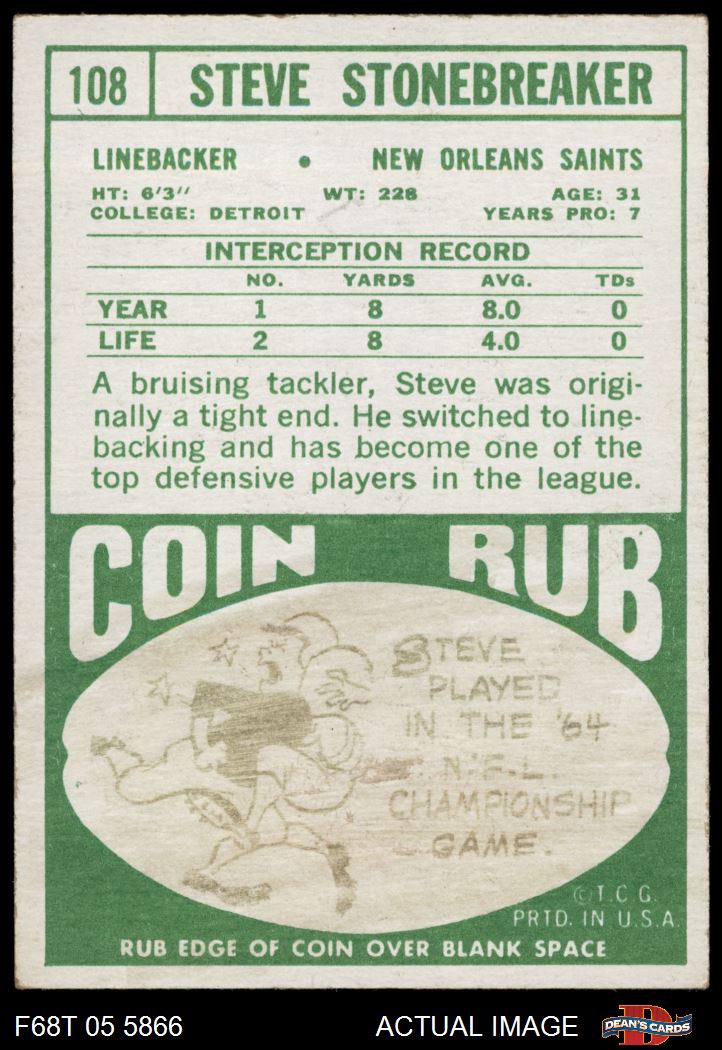 108 STEVE STONEBREAKER
LINEBACKER • NEW ORLEANS SAINTS
HT: 6'3" WT: 228 AGE: 31
COLLEGE: DETROIT YEARS PRO: 7
INTERCEPTION RECORD
NO. YARDS AVG. TDs
YEAR 1 8 8.0 0
LIFE 2 8 4.0 0
A bruising tackler, Steve was origi-
nally a tight end. He switched to line-
backing and has become one of the
top defensive players in the league.
COIN RUB
STEVE
PLAYED
IN THE '64
N.F.L.
CHAMPIONSHIP
GAME.
©T.C.G.
PRTD. IN U.S.A.
RUB EDGE OF COIN OVER BLANK SPACE
F68T 05 5866 ACTUAL IMAGE DEAN'S CARDS